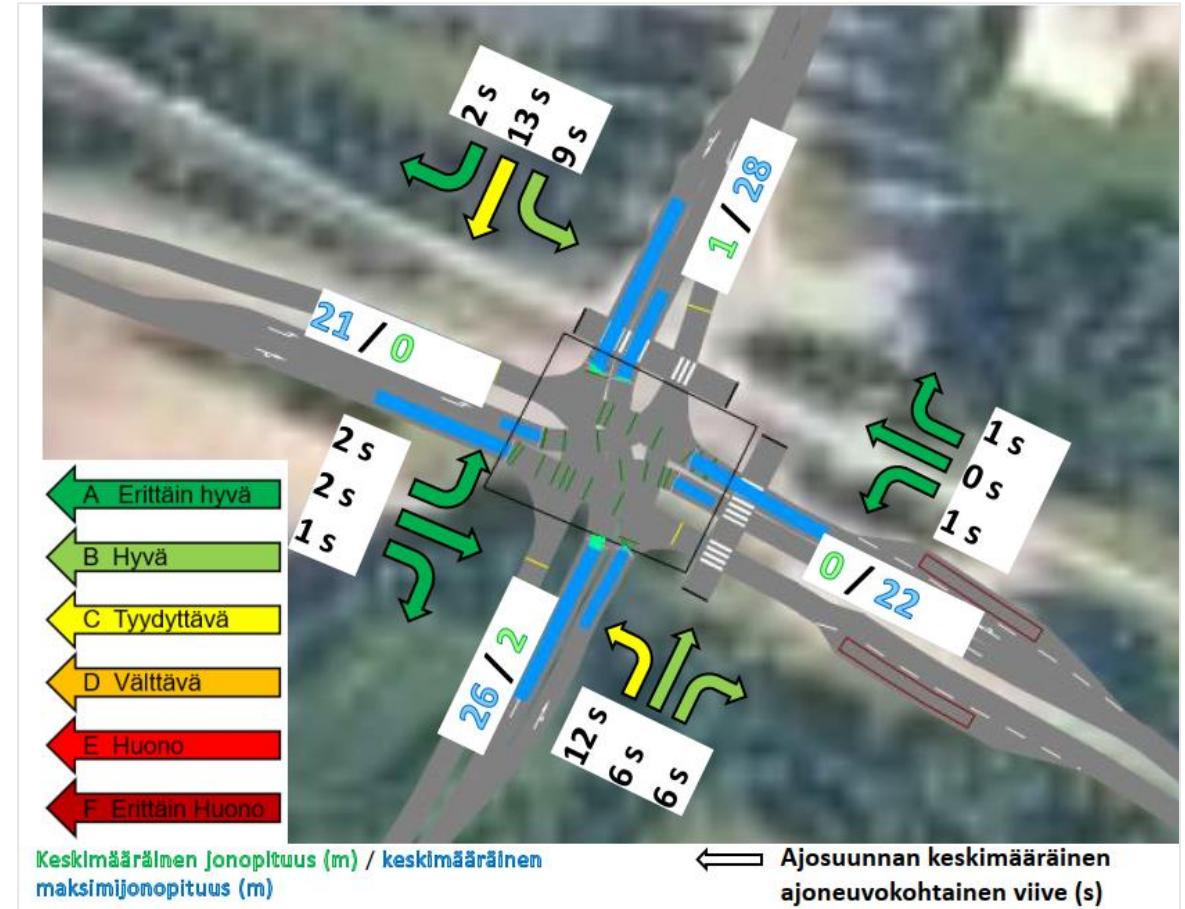 2 s
13 s
9 s
1 / 28
21 / 0
2 s
2 s
1 s
1 s
0 s
1 s
0 / 22
26 / 2
12 s
6 s
6 s
A Erittäin hyvä
B Hyvä
C Tyydyttävä
D Välttävä
E Huono
F Erittäin Huono
Keskimääräinen jonopituus (m) / keskimääräinen
maksimijonopituus (m)
Ajosuunnan keskimääräinen
ajoneuvokohtainen viive (s)